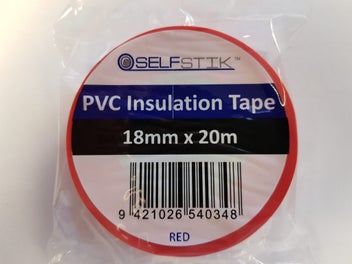 SELFSTIK™
PVC Insulation Tape
18mm x 20m
9 421026 540348
RED